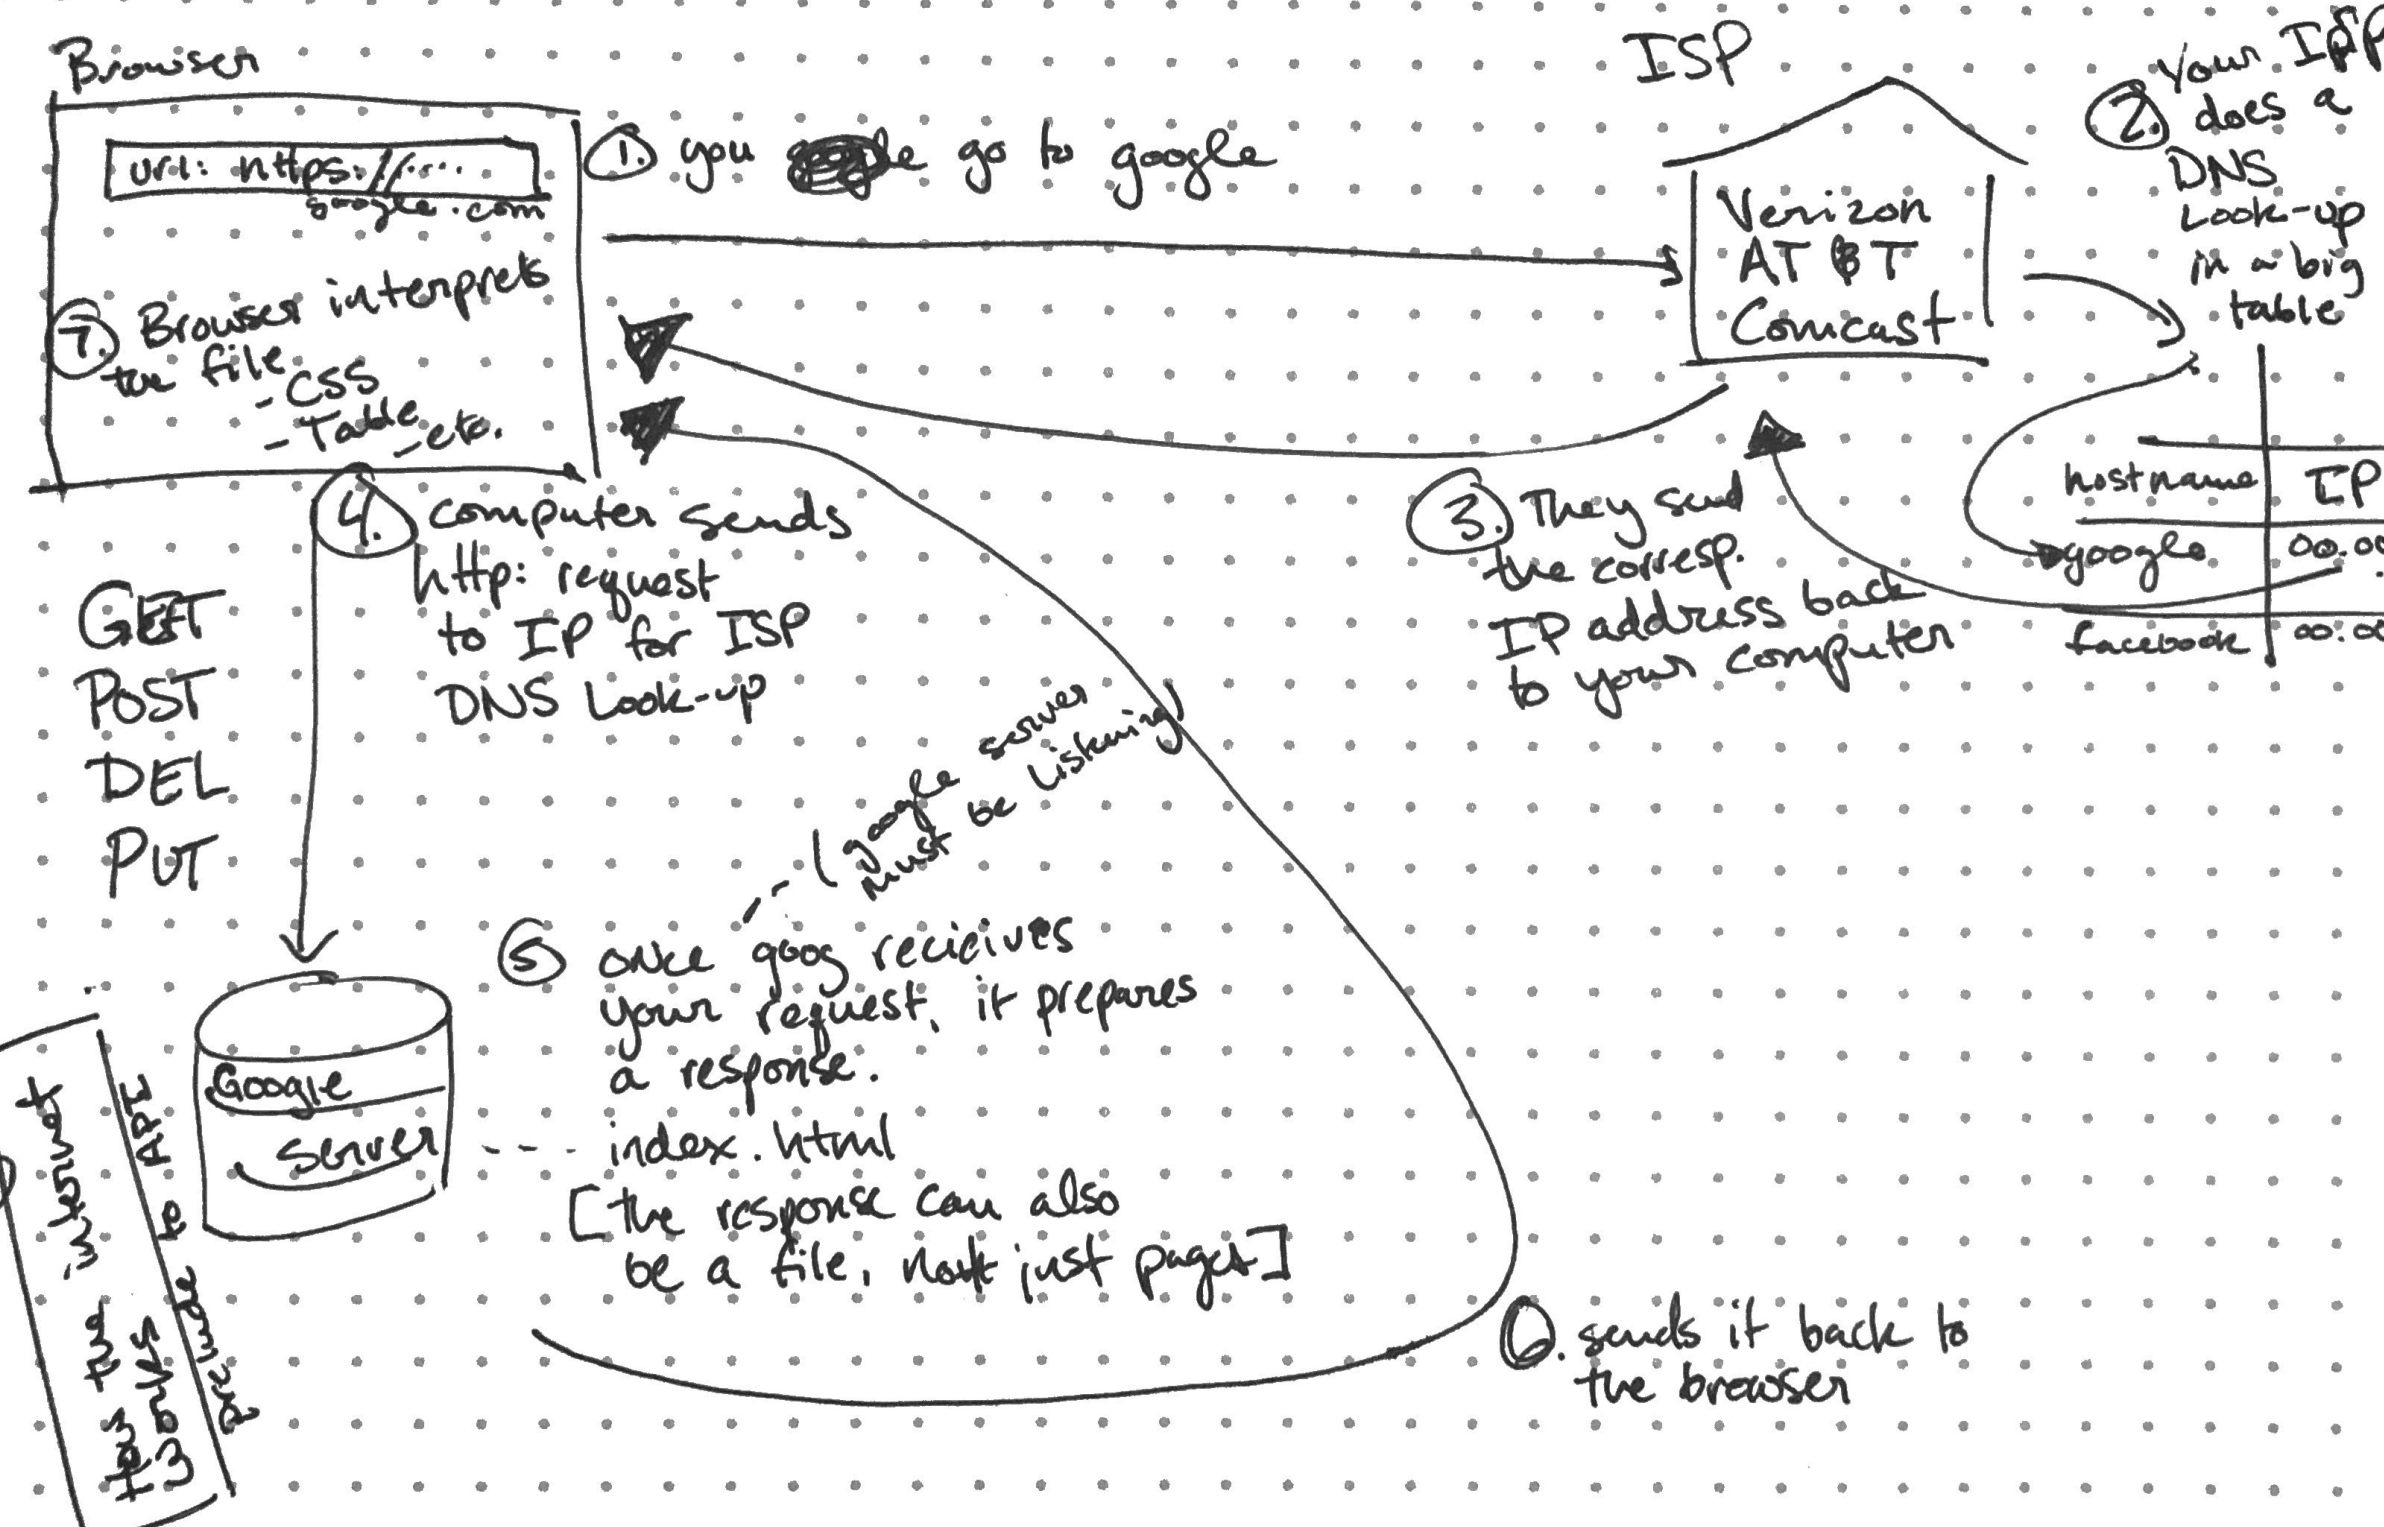 Browser
url: https://....
google.com
7. Browser interprets
the file
- CSS
- Table
- etc.
1. you go to google
ISP
Verizon
AT&T
Comcast
2. Your ISP
does a
DNS
Look-up
in a big
table
hostname IP
google 00.00
facebook 00.00
3. They send
the corresp.
IP address back
to your computer
4. computer sends
http: request
to IP for ISP
DNS Look-up
GET
POST
DEL
PUT
(google server
must be listening)
5 once goog recieives
your request, it prepares
a response.
index.html
[the response can also
be a file, not just page]
Google
Server
6. sends it back to
the browser
internet
the
API
to